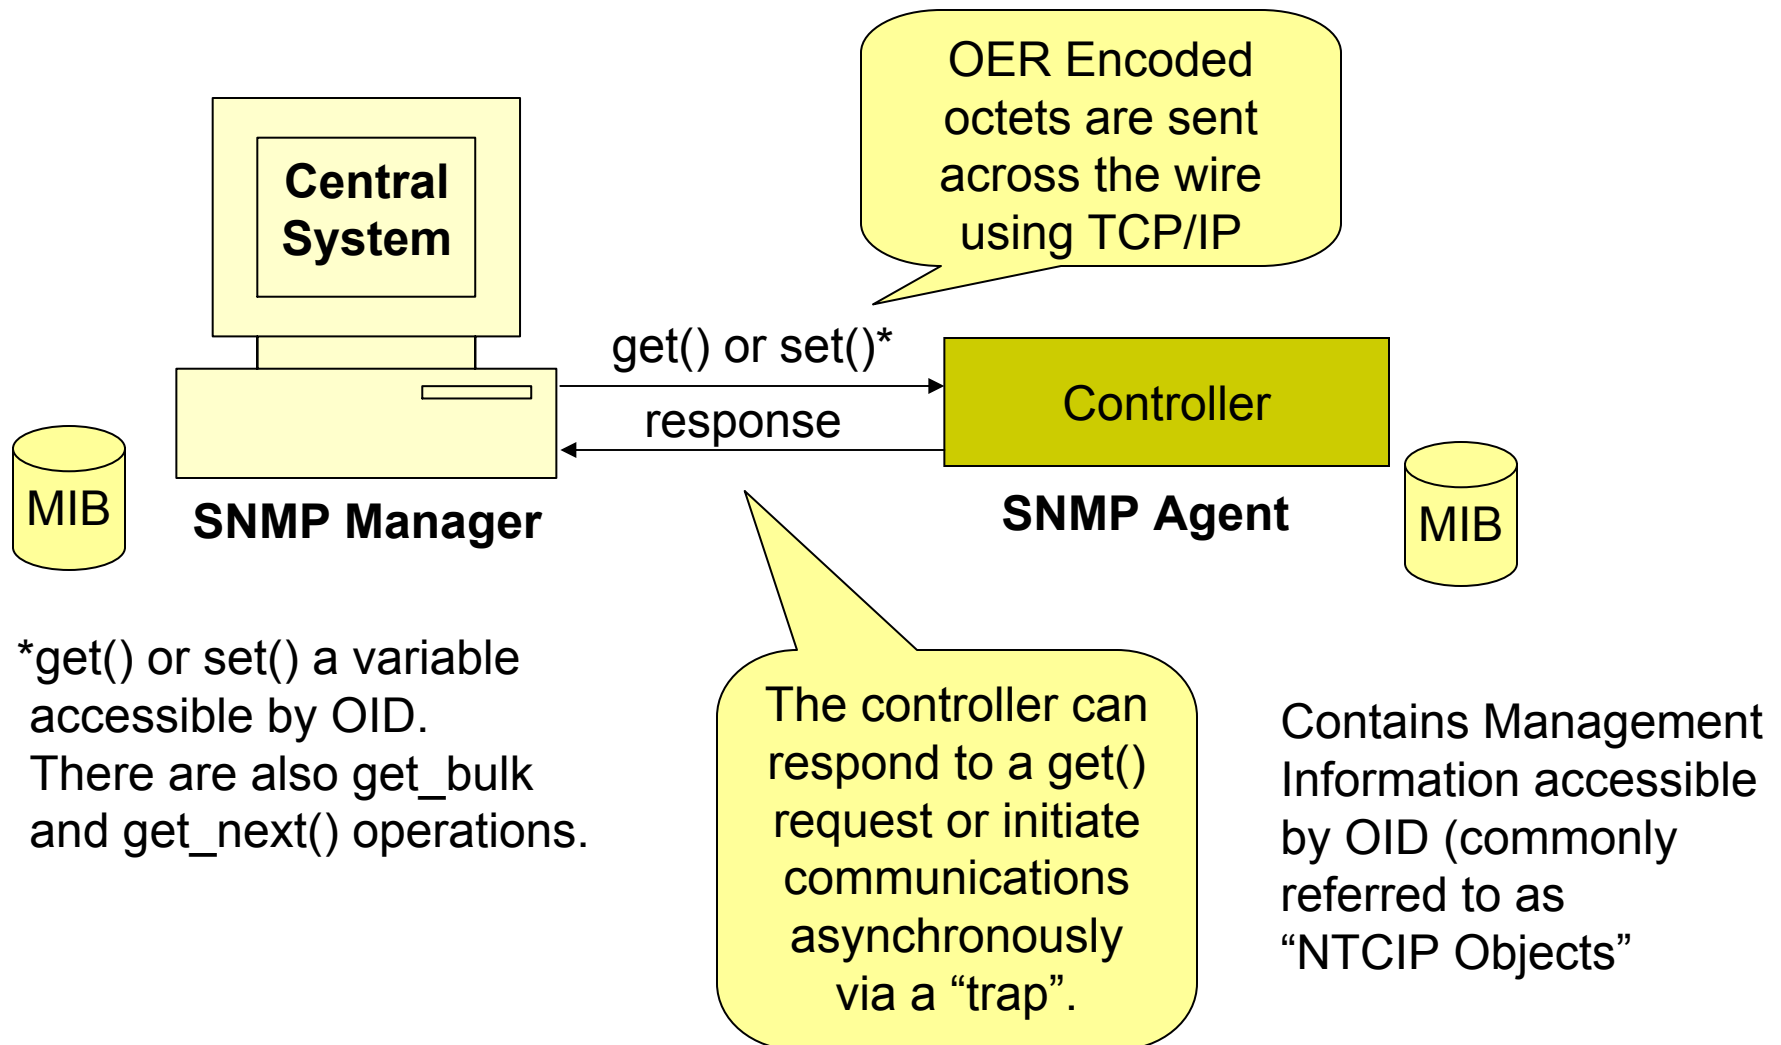 OER Encoded
octets are sent
across the wire
using TCP/IP
Central
System
get() or set()*
response
Controller
MIB
SNMP Manager
SNMP Agent
MIB
*get() or set() a variable
accessible by OID.
There are also get_bulk
and get_next() operations.
The controller can
respond to a get()
request or initiate
communications
asynchronously
via a “trap”.
Contains Management
Information accessible
by OID (commonly
referred to as
“NTCIP Objects”